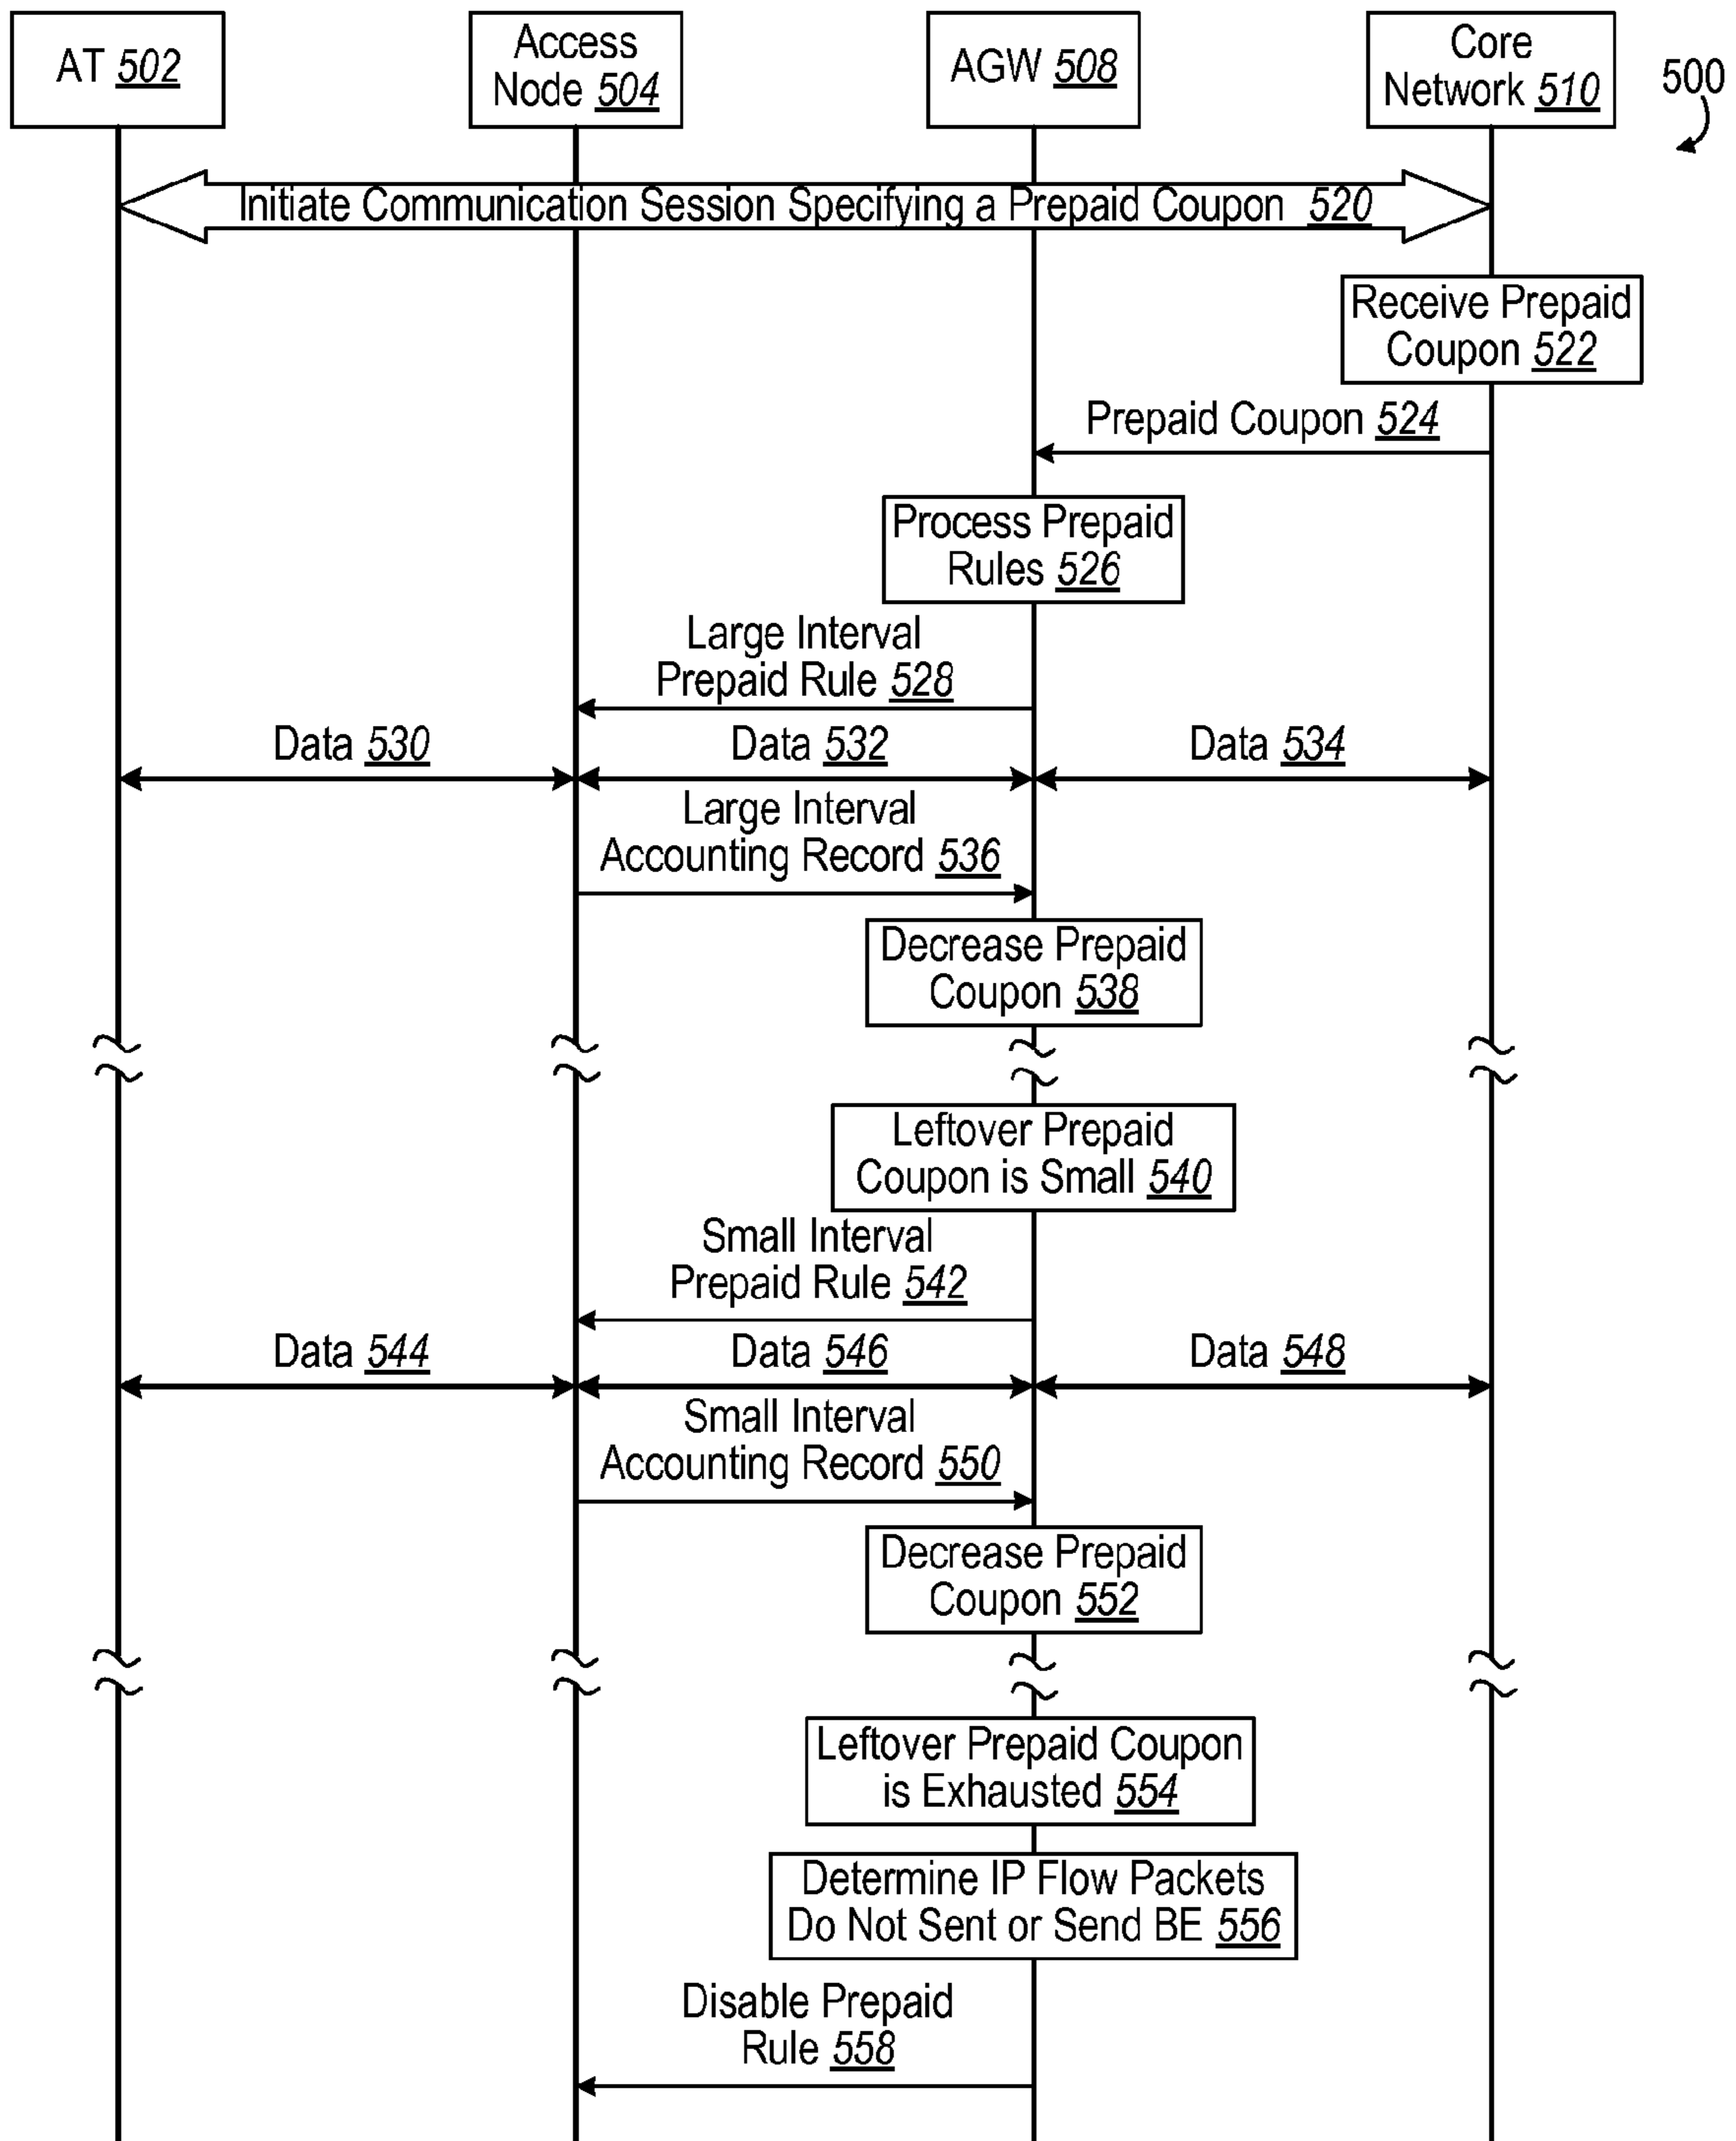 AT 502
Access
Node 504
AGW 508
Core
Network 510
500
Initiate Communication Session Specifying a Prepaid Coupon 520
Receive Prepaid
Coupon 522
Prepaid Coupon 524
Process Prepaid
Rules 526
Large Interval
Prepaid Rule 528
Data 530
Data 532
Data 534
Large Interval
Accounting Record 536
Decrease Prepaid
Coupon 538
Leftover Prepaid
Coupon is Small 540
Small Interval
Prepaid Rule 542
Data 544
Data 546
Data 548
Small Interval
Accounting Record 550
Decrease Prepaid
Coupon 552
Leftover Prepaid Coupon
is Exhausted 554
Determine IP Flow Packets
Do Not Sent or Send BE 556
Disable Prepaid
Rule 558